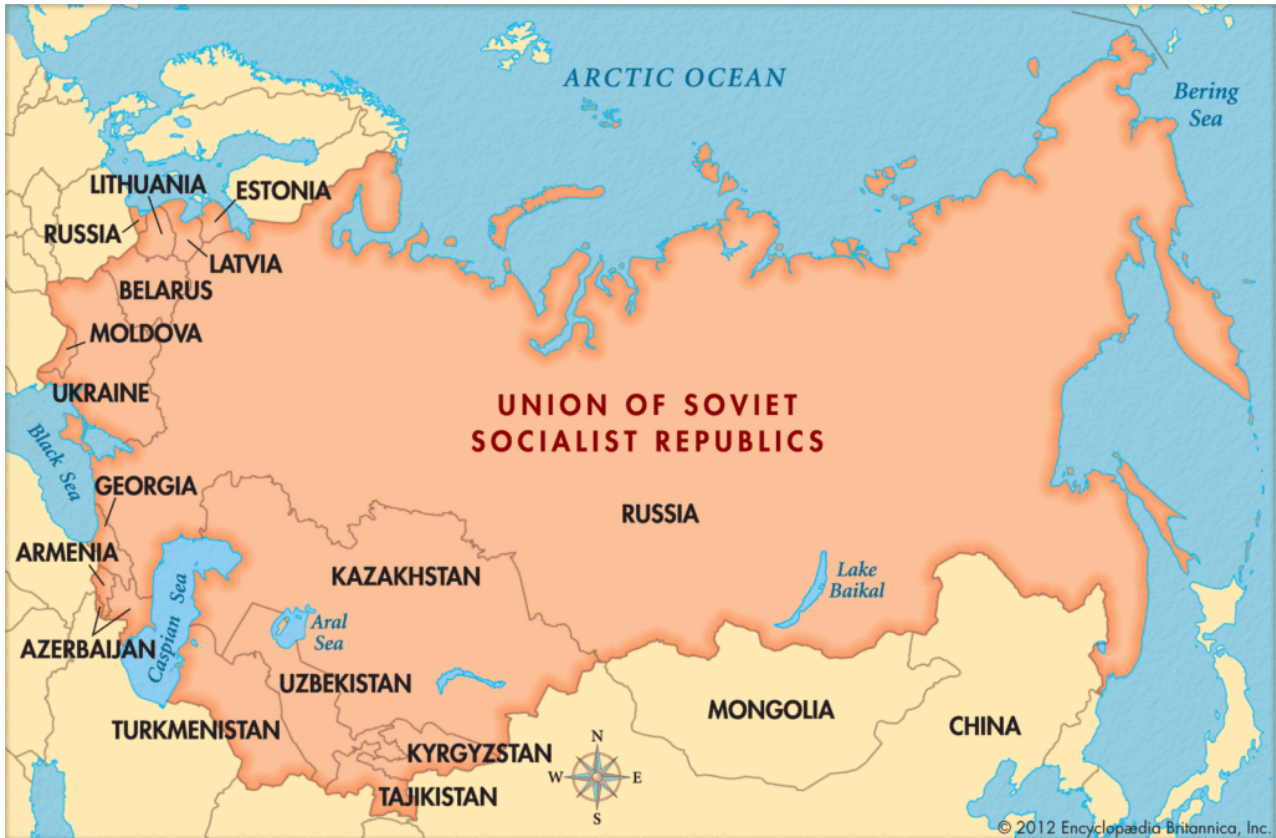 ARCTIC OCEAN
Bering
Sea
LITHUANIA
ESTONIA
RUSSIA
LATVIA
BELARUS
MOLDOVA
UKRAINE
UNION OF SOVIET
SOCIALIST REPUBLICS
Black Sea
GEORGIA
RUSSIA
ARMENIA
KAZAKHSTAN
Lake
Baikal
Caspian Sea
Aral
Sea
AZERBAIJAN
UZBEKISTAN
MONGOLIA
CHINA
TURKMENISTAN
KYRGYZSTAN
TAJIKISTAN
N
W
E
S
© 2012 Encyclopædia Britannica, Inc.